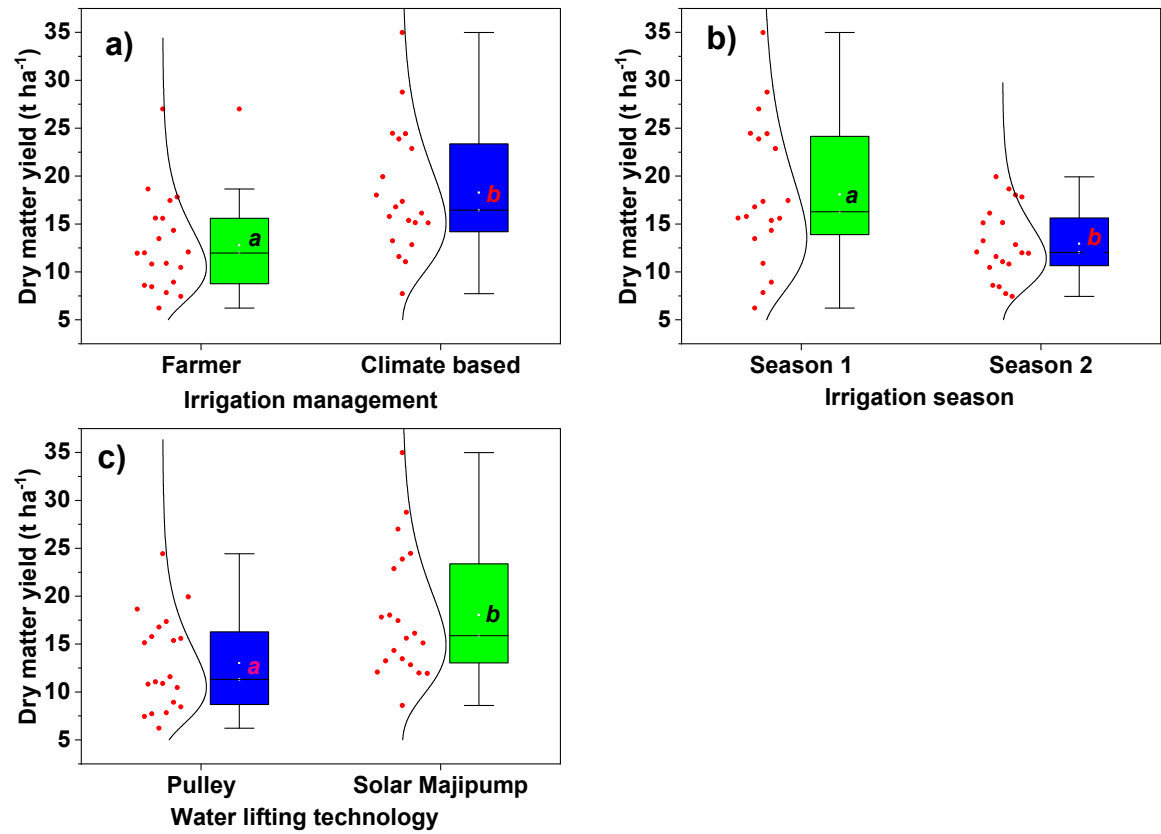 a)
Dry matter yield (t ha⁻¹)
35
30
25
20
15
10
5
a
b
Farmer
Climate based
Irrigation management
b)
Dry matter yield (t ha⁻¹)
35
30
25
20
15
10
5
a
b
Season 1
Season 2
Irrigation season
c)
Dry matter yield (t ha⁻¹)
35
30
25
20
15
10
5
a
b
Pulley
Solar Majipump
Water lifting technology